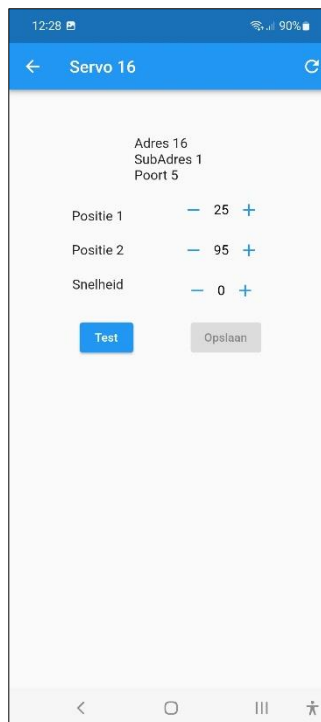 12:28 90%
Servo 16
Adres 16
SubAdres 1
Poort 5
Positie 1 − 25 +
Positie 2 − 95 +
Snelheid − 0 +
Test Opslaan